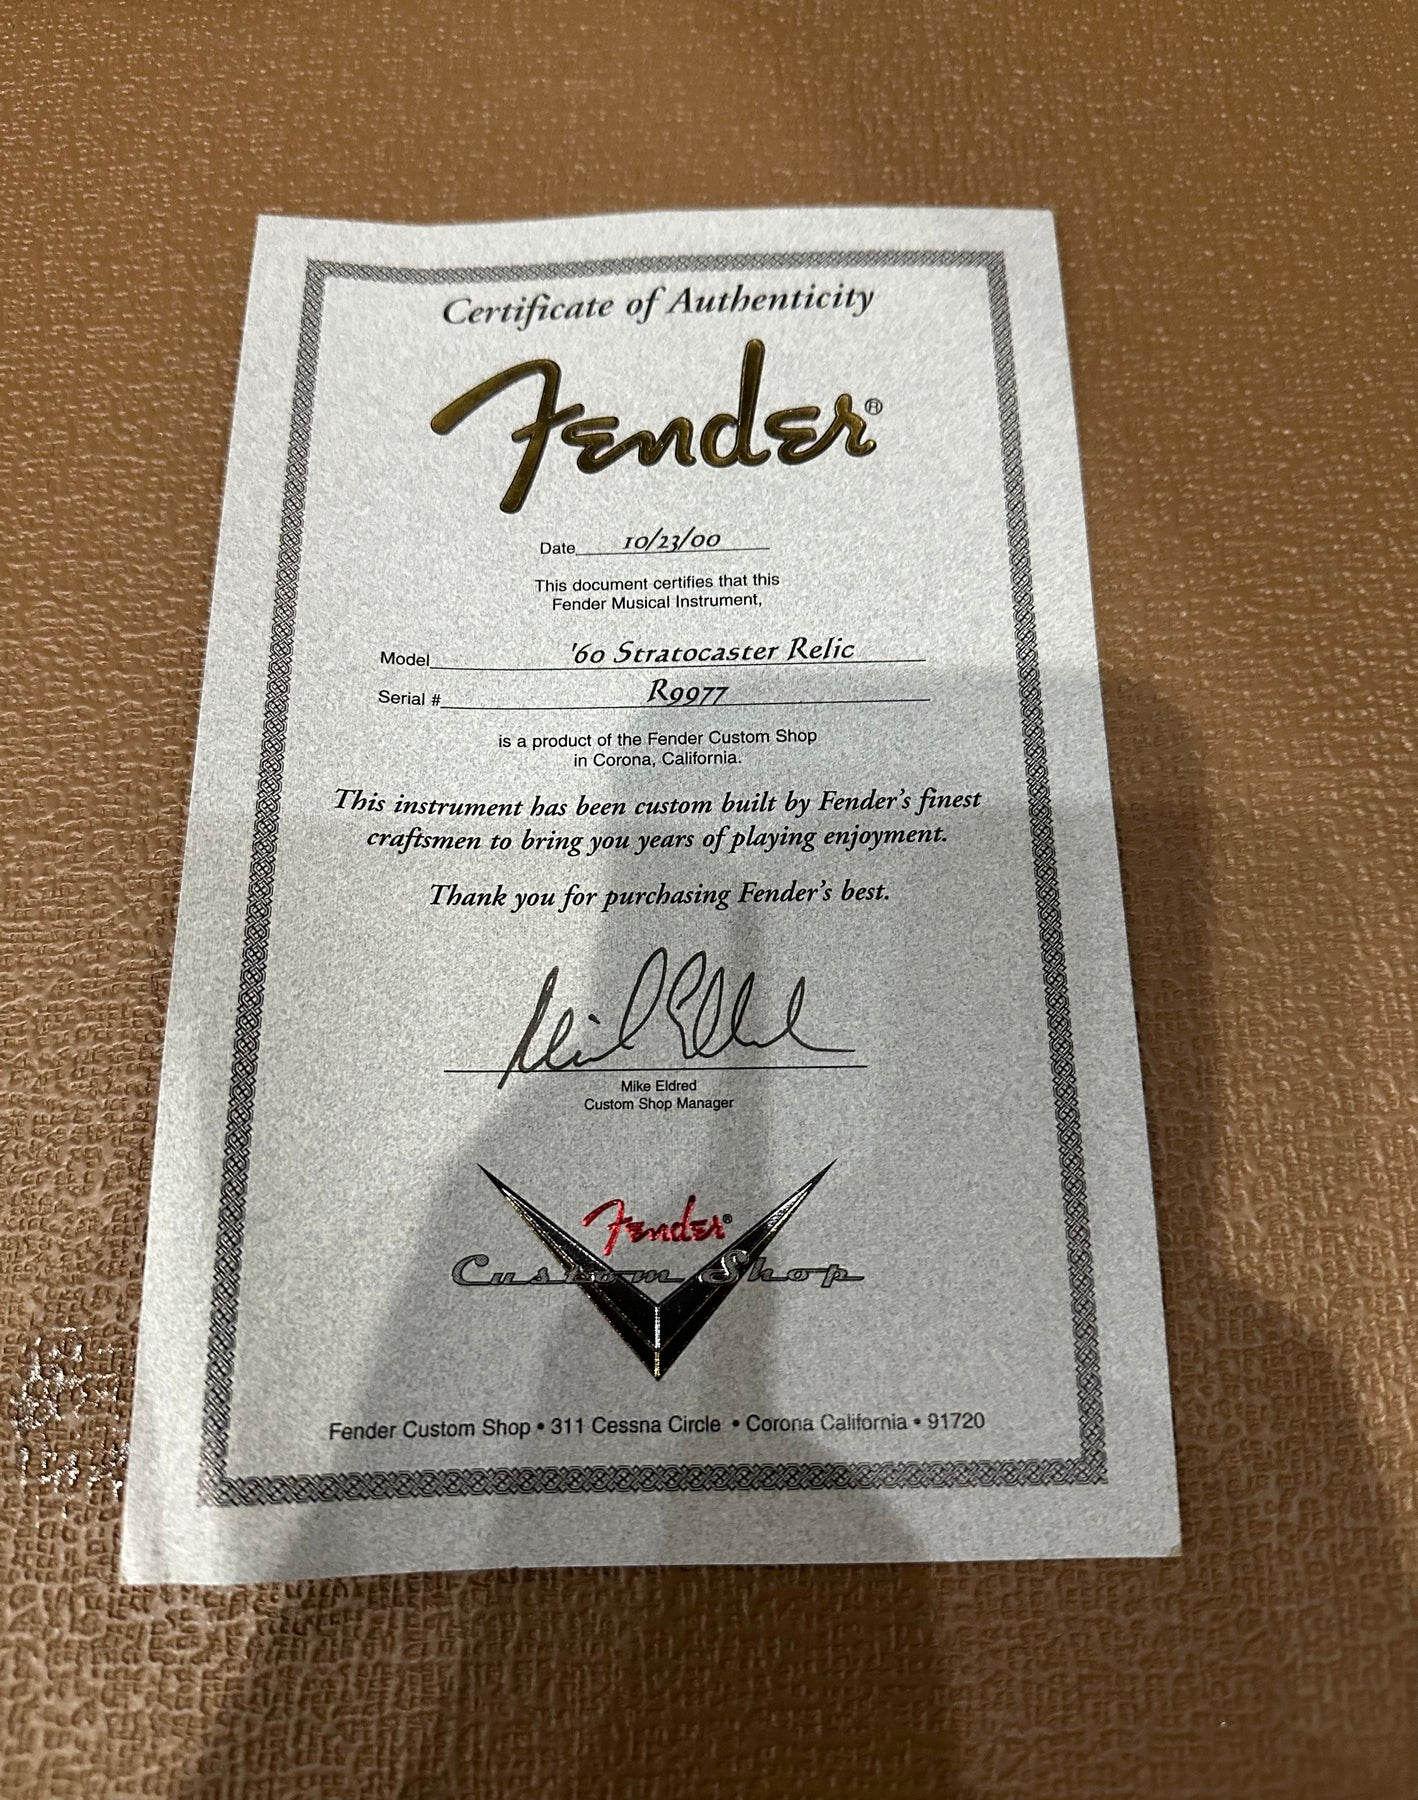 Certificate of Authenticity
Fender®
Date 10/23/00
This document certifies that this
Fender Musical Instrument,
Model '60 Stratocaster Relic
Serial # R9977
is a product of the Fender Custom Shop
in Corona, California.
This instrument has been custom built by Fender's finest
craftsmen to bring you years of playing enjoyment.
Thank you for purchasing Fender's best.
Mike Eldred
Custom Shop Manager
Fender®
Custom Shop
Fender Custom Shop • 311 Cessna Circle • Corona California • 91720